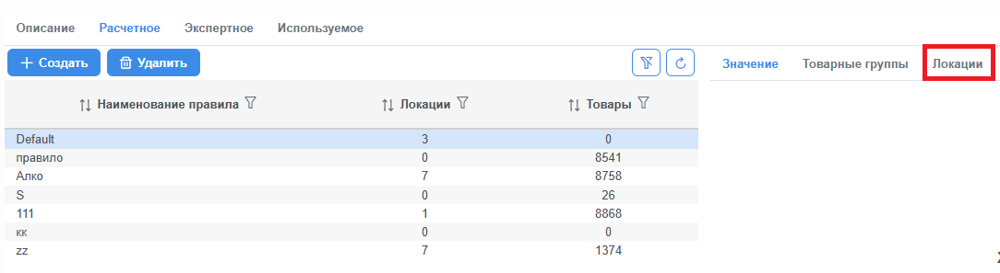 Описание Расчетное Экспертное Используемое
Создать Удалить Значение Товарные группы Локации
Наименование правила Локации Товары
Default 3 0
правило 0 8541
Алко 7 8758
S 0 26
111 1 8868
кк 0 0
zz 7 1374